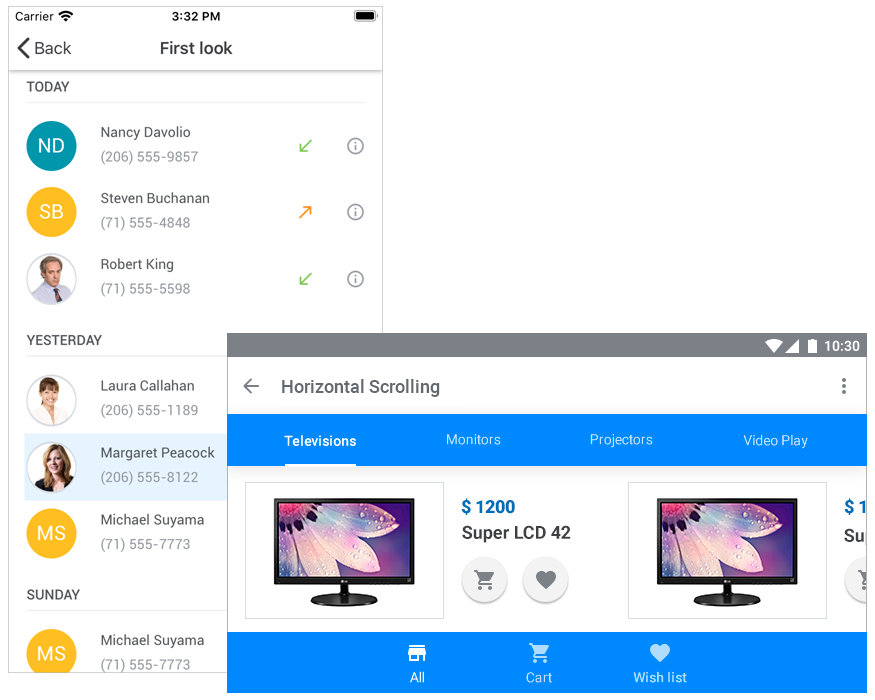 Carrier 3:32 PM
Back First look
TODAY
ND
Nancy Davolio
(206) 555-9857
SB
Steven Buchanan
(71) 555-4848
Robert King
(71) 555-5598
YESTERDAY
Laura Callahan
(206) 555-1189
Margaret Peacock
(206) 555-8122
MS
Michael Suyama
(71) 555-7773
SUNDAY
MS
Michael Suyama
(71) 555-7773
10:30
Horizontal Scrolling
Televisions Monitors Projectors Video Play
$ 1200
Super LCD 42
$ 1
Su
All Cart Wish list